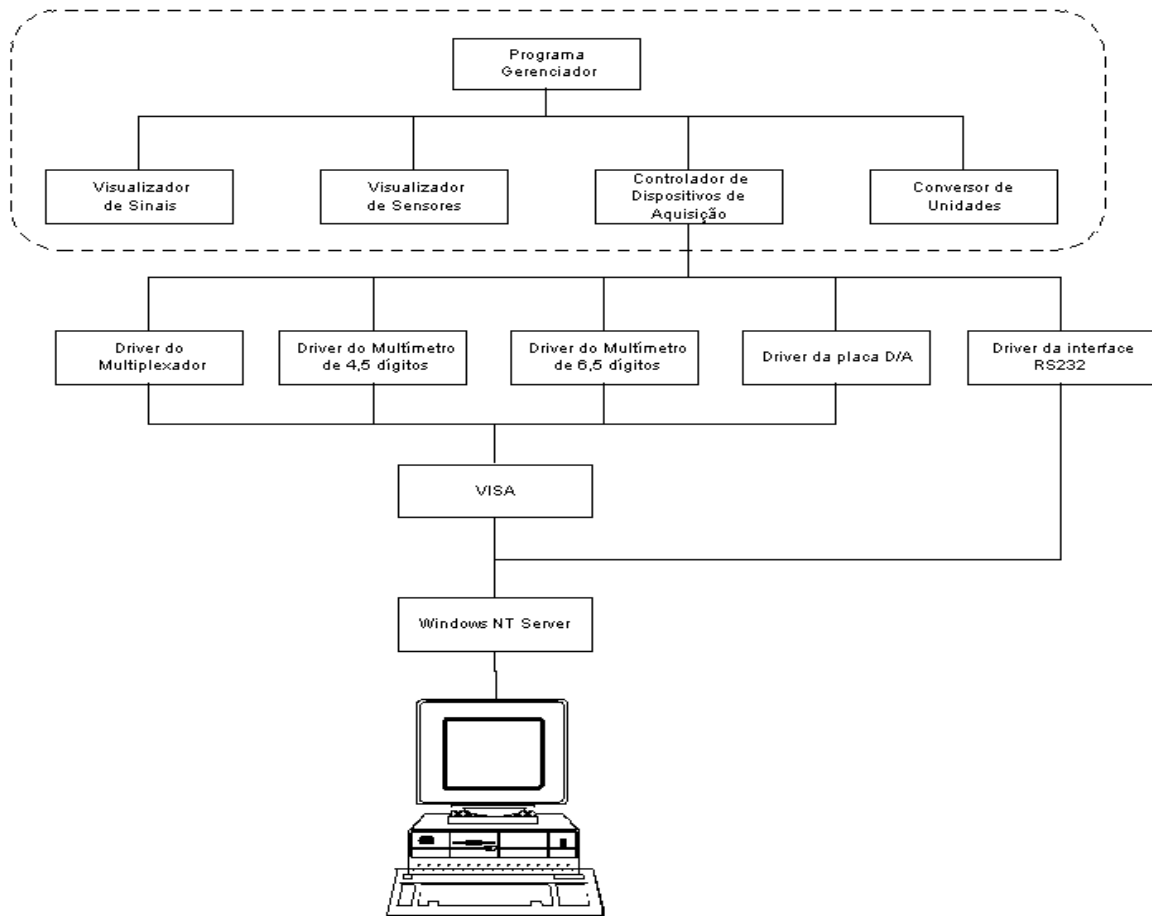 Programa
Gerenciador
Visualizador
de Sinais
Visualizador
de Sensores
Controlador de
Dispositivos de
Aquisição
Conversor de
Unidades
Driver do
Multiplexador
Driver do Multímetro
de 4,5 dígitos
Driver do Multímetro
de 6,5 dígitos
Driver da placa D/A
Driver da interface
RS232
VISA
Windows NT Server